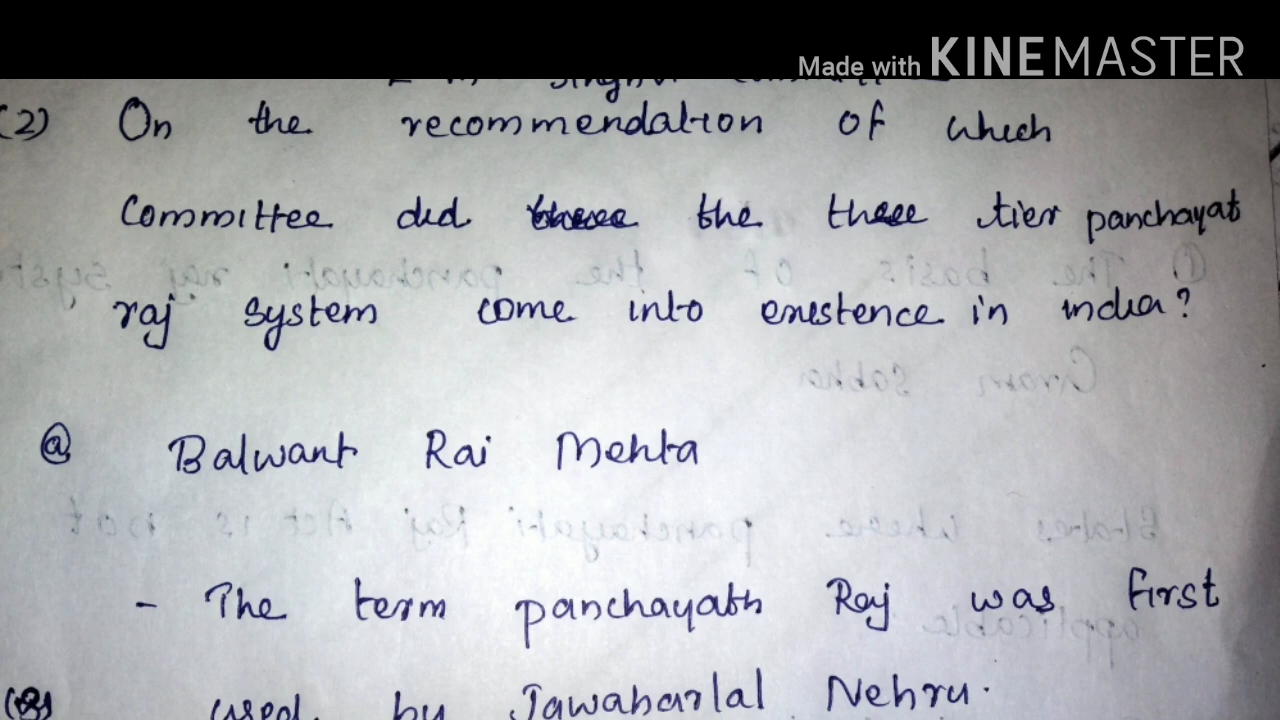 Made with KINEMASTER
(2) On the recommendation of which
Committee did the three tier panchayat
raj system come into existence in india?
@ Balwant Rai Mehta
- The term panchayath Raj was first
used by Jawaharlal Nehru.